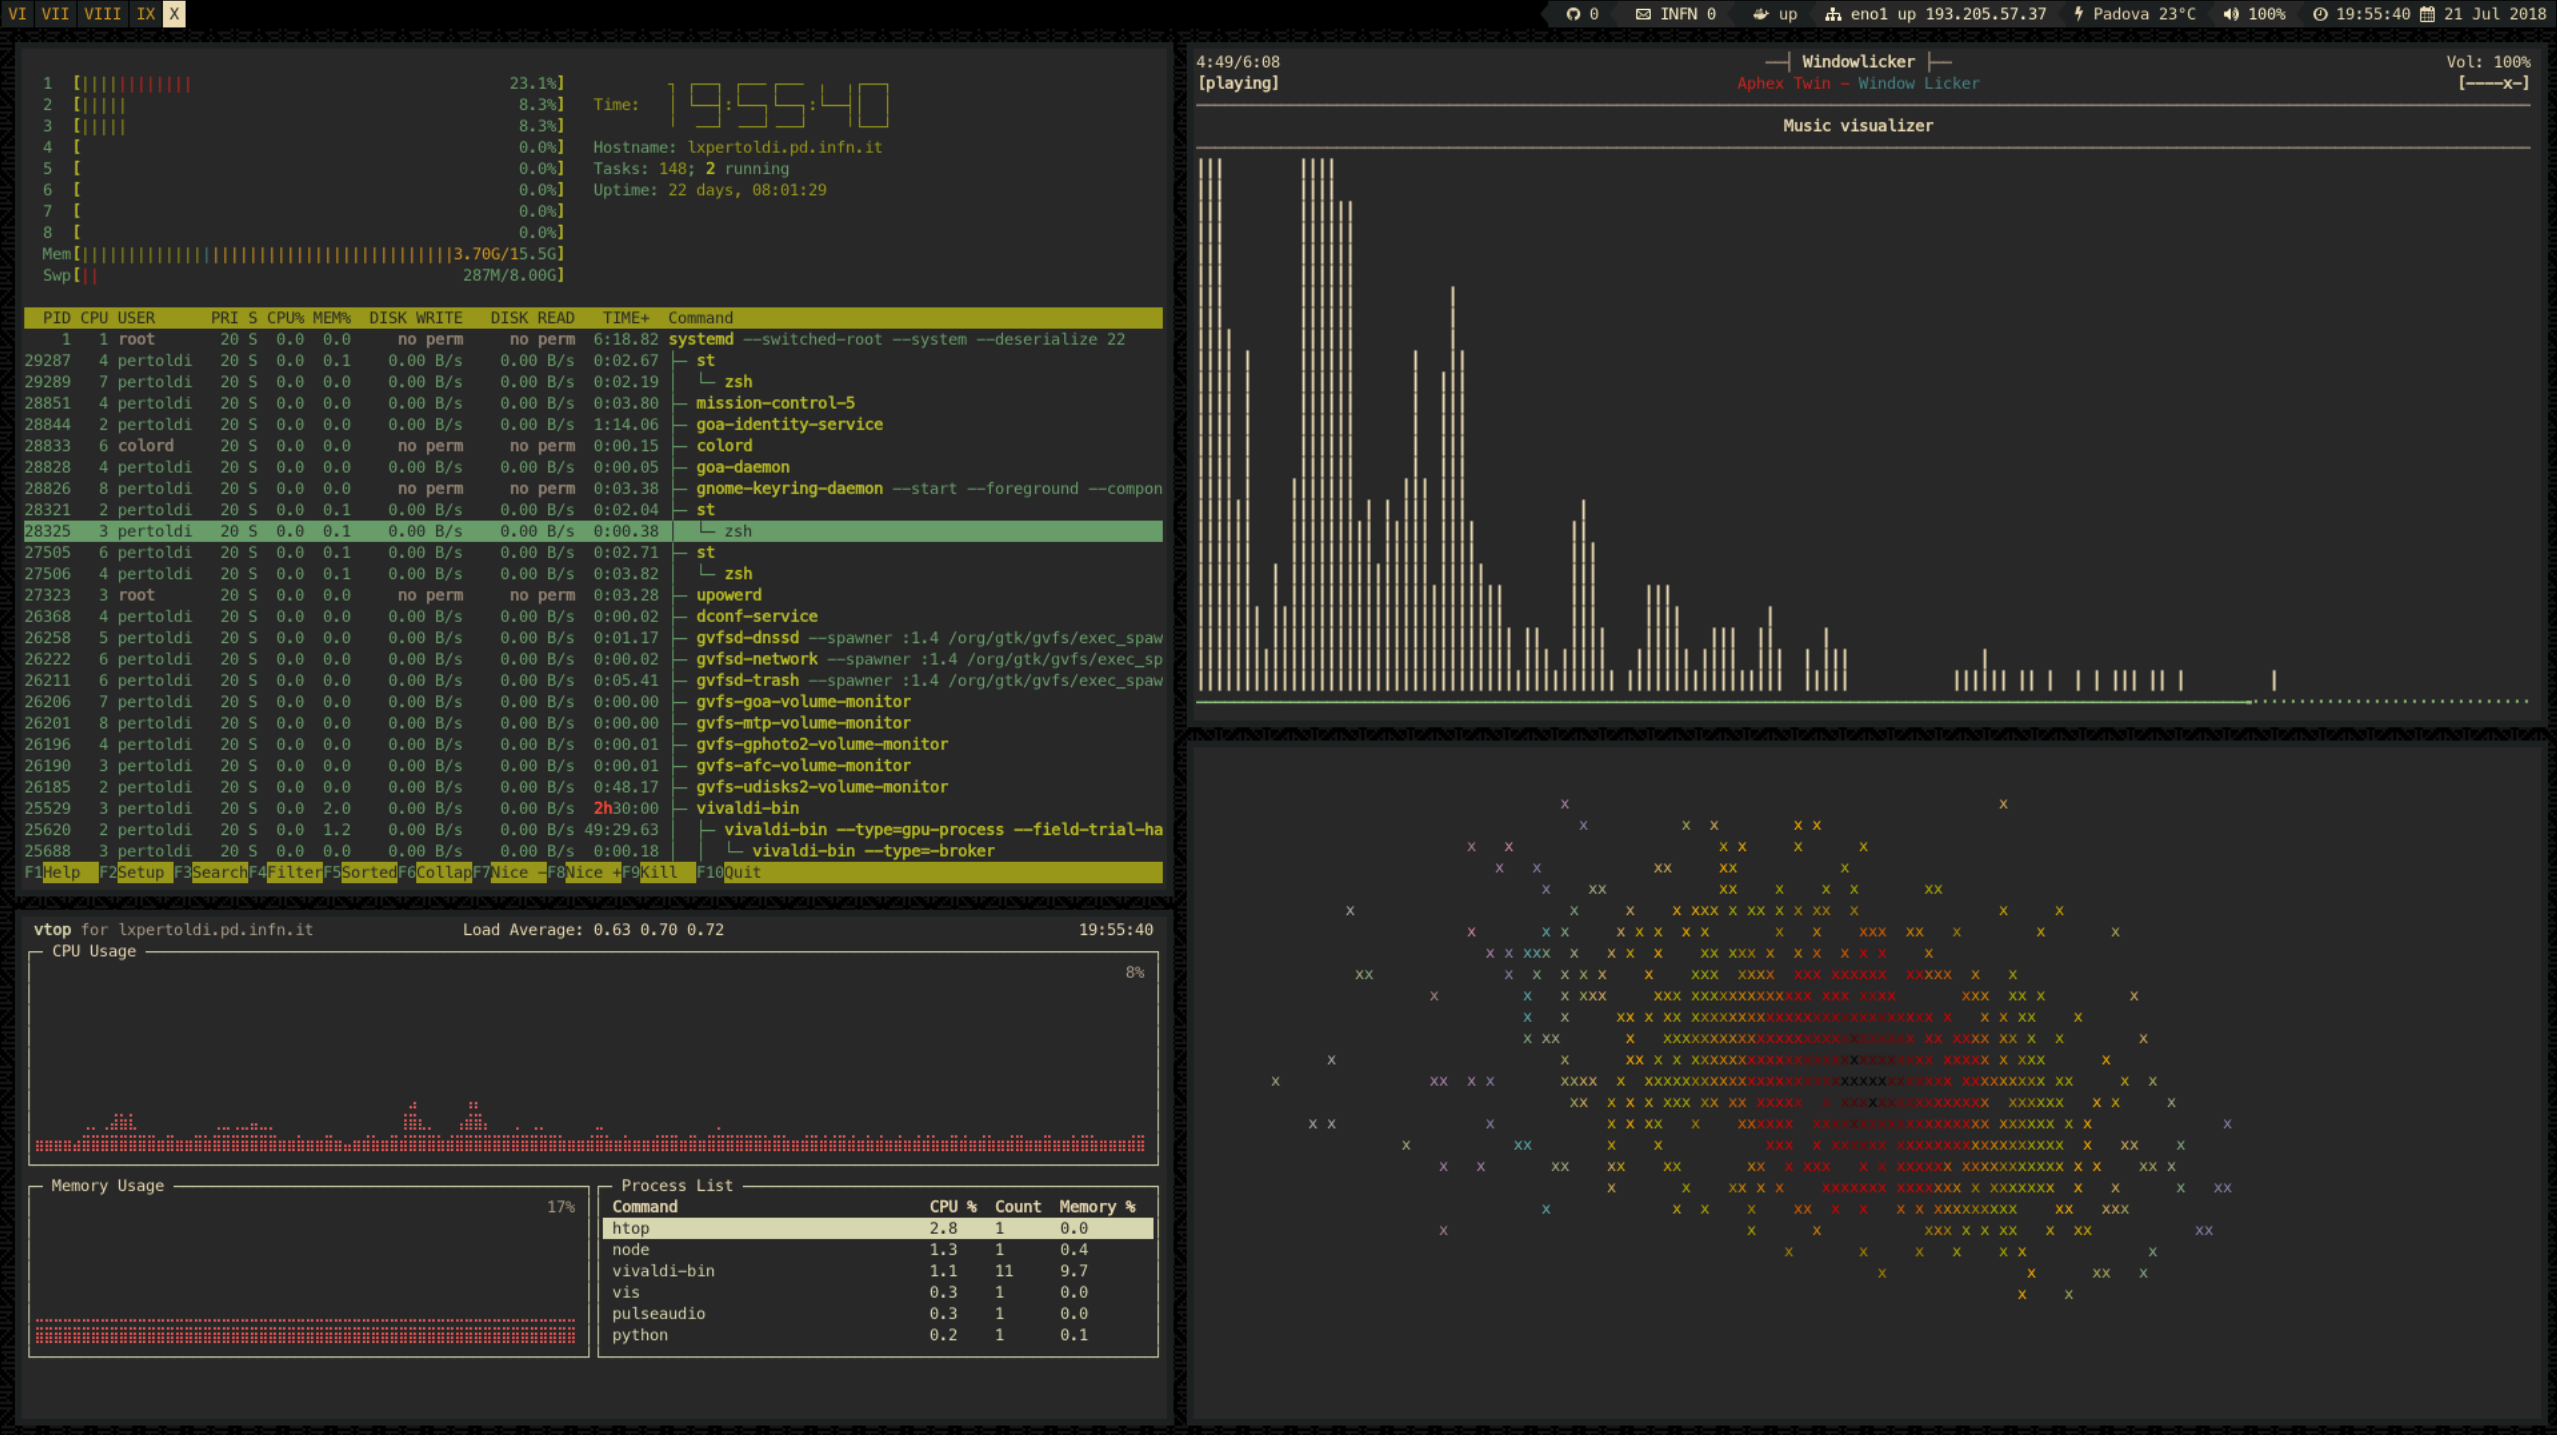 VI VII VIII IX X
0 INFN 0 up eno1 up 193.205.57.37 Padova 23°C 100% 19:55:40 21 Jul 2018
1 [||||||||||||| 23.1%]
2 [||||| 8.3%]
3 [||||| 8.3%]
4 [ 0.0%]
5 [ 0.0%]
6 [ 0.0%]
7 [ 0.0%]
8 [ 0.0%]
Mem[||||||||||||||||||||||||||||||||||||||||3.70G/15.5G]
Swp[|| 287M/8.00G]
Time: 19:55:40
Hostname: lxpertoldi.pd.infn.it
Tasks: 148; 2 running
Uptime: 22 days, 08:01:29
PID CPU USER PRI S CPU% MEM% DISK WRITE DISK READ TIME+ Command
1 1 root 20 S 0.0 0.0 no perm no perm 6:18.82 systemd --switched-root --system --deserialize 22
29287 4 pertoldi 20 S 0.0 0.1 0.00 B/s 0.00 B/s 0:02.67 ├─ st
29289 7 pertoldi 20 S 0.0 0.0 0.00 B/s 0.00 B/s 0:02.19 │ └─ zsh
28851 4 pertoldi 20 S 0.0 0.0 0.00 B/s 0.00 B/s 0:03.80 ├─ mission-control-5
28844 2 pertoldi 20 S 0.0 0.0 0.00 B/s 0.00 B/s 1:14.06 ├─ goa-identity-service
28833 6 colord 20 S 0.0 0.0 no perm no perm 0:00.15 ├─ colord
28828 4 pertoldi 20 S 0.0 0.0 0.00 B/s 0.00 B/s 0:00.05 ├─ goa-daemon
28826 8 pertoldi 20 S 0.0 0.0 no perm no perm 0:03.38 ├─ gnome-keyring-daemon --start --foreground --compon
28321 2 pertoldi 20 S 0.0 0.1 0.00 B/s 0.00 B/s 0:02.04 ├─ st
28325 3 pertoldi 20 S 0.0 0.1 0.00 B/s 0.00 B/s 0:00.38 │ └─ zsh
27505 6 pertoldi 20 S 0.0 0.1 0.00 B/s 0.00 B/s 0:02.71 ├─ st
27506 4 pertoldi 20 S 0.0 0.1 0.00 B/s 0.00 B/s 0:03.82 │ └─ zsh
27323 3 root 20 S 0.0 0.0 no perm no perm 0:03.28 ├─ upowerd
26368 4 pertoldi 20 S 0.0 0.0 0.00 B/s 0.00 B/s 0:00.02 ├─ dconf-service
26258 5 pertoldi 20 S 0.0 0.0 0.00 B/s 0.00 B/s 0:01.17 ├─ gvfsd-dnssd --spawner :1.4 /org/gtk/gvfs/exec_spaw
26222 6 pertoldi 20 S 0.0 0.0 0.00 B/s 0.00 B/s 0:00.02 ├─ gvfsd-network --spawner :1.4 /org/gtk/gvfs/exec_sp
26211 6 pertoldi 20 S 0.0 0.0 0.00 B/s 0.00 B/s 0:05.41 ├─ gvfsd-trash --spawner :1.4 /org/gtk/gvfs/exec_spaw
26206 7 pertoldi 20 S 0.0 0.0 0.00 B/s 0.00 B/s 0:00.00 ├─ gvfs-goa-volume-monitor
26201 8 pertoldi 20 S 0.0 0.0 0.00 B/s 0.00 B/s 0:00.00 ├─ gvfs-mtp-volume-monitor
26196 4 pertoldi 20 S 0.0 0.0 0.00 B/s 0.00 B/s 0:00.01 ├─ gvfs-gphoto2-volume-monitor
26190 3 pertoldi 20 S 0.0 0.0 0.00 B/s 0.00 B/s 0:00.01 ├─ gvfs-afc-volume-monitor
26185 2 pertoldi 20 S 0.0 0.0 0.00 B/s 0.00 B/s 0:48.17 ├─ gvfs-udisks2-volume-monitor
25529 3 pertoldi 20 S 0.0 2.0 0.00 B/s 0.00 B/s 2h30:00 ├─ vivaldi-bin
25620 2 pertoldi 20 S 0.0 1.2 0.00 B/s 0.00 B/s 49:29.63 │ ├─ vivaldi-bin --type=gpu-process --field-trial-ha
25688 3 pertoldi 20 S 0.0 0.0 0.00 B/s 0.00 B/s 0:00.18 │ │ └─ vivaldi-bin --type=-broker
F1Help F2Setup F3SearchF4FilterF5SortedF6CollapF7Nice -F8Nice +F9Kill F10Quit
vtop for lxpertoldi.pd.infn.it Load Average: 0.63 0.70 0.72 19:55:40
CPU Usage
8%
Memory Usage
17%
Process List
Command CPU % Count Memory %
htop 2.8 1 0.0
node 1.3 1 0.4
vivaldi-bin 1.1 11 9.7
vis 0.3 1 0.0
pulseaudio 0.3 1 0.0
python 0.2 1 0.1
4:49/6:08 ──┤ Windowlicker ├── Vol: 100%
[playing] Aphex Twin — Window Licker [----x-]
Music visualizer